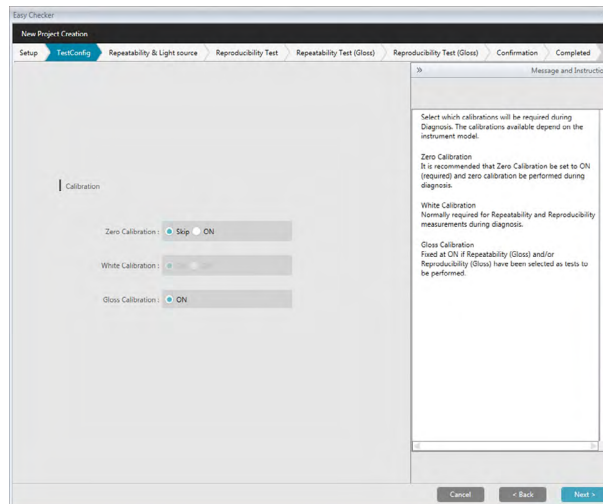 Easy Checker
New Project Creation
Setup TestConfig Repeatability & Light source Reproducibility Test Repeatability Test (Gloss) Reproducibility Test (Gloss) Confirmation Completed
» Message and Instructio
Select which calibrations will be required during
Diagnosis. The calibrations available depend on the
instrument model.
Zero Calibration
It is recommended that Zero Calibration be set to ON
(required) and zero calibration be performed during
diagnosis.
White Calibration
Normally required for Repeatability and Reproducibility
measurements during diagnosis.
Gloss Calibration
Fixed at ON if Repeatability (Gloss) and/or
Reproducibility (Gloss) have been selected as tests to
be performed.
Calibration
Zero Calibration : Skip ON
White Calibration :
Gloss Calibration : ON
Cancel < Back Next >